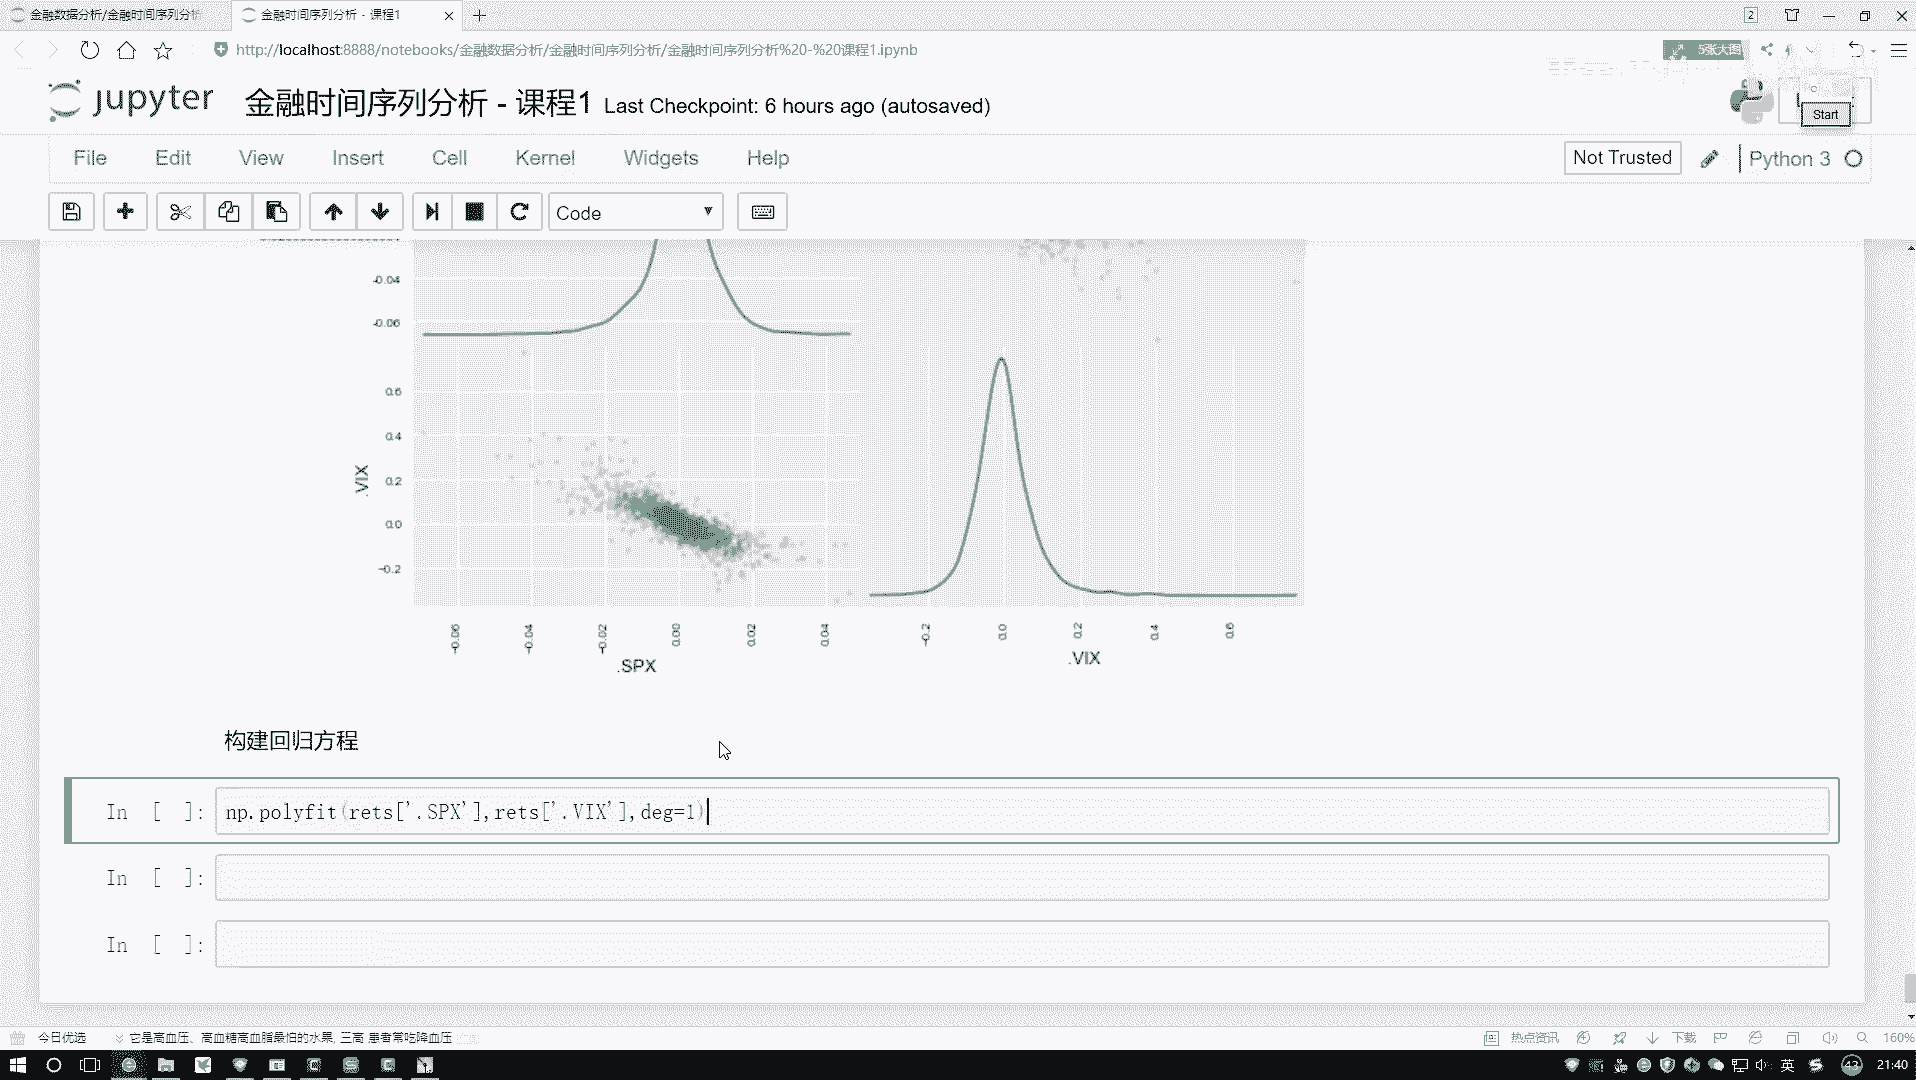 金融数据分析/金融时间序列分析
金融时间序列分析 - 课程1
2
http://localhost:8888/notebooks/金融数据分析/金融时间序列分析/金融时间序列分析%20-%20课程1.ipynb
5张大图
jupyter
金融时间序列分析 - 课程1 Last Checkpoint: 6 hours ago (autosaved)
Start
File Edit View Insert Cell Kernel Widgets Help
Not Trusted
Python 3
Code
-0.04
-0.06
0.6
0.4
0.2
0.0
-0.2
.VIX
-0.06 -0.04 -0.02 0.00 0.02 0.04
-0.2 0.0 0.2 0.4 0.6
.SPX
.VIX
构建回归方程
In [ ]: np.polyfit(rets['.SPX'],rets['.VIX'],deg=1)
In [ ]:
In [ ]:
今日优选
它是高血压、高血糖高血脂最怕的水果, 三高 患者常吃降血压
热点资讯
下载
160%
英
43
21:40